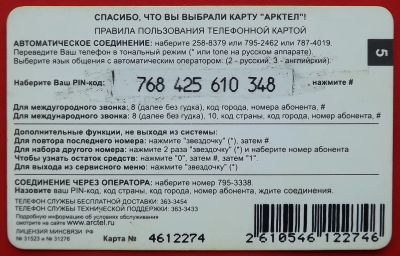 СПАСИБО, ЧТО ВЫ ВЫБРАЛИ КАРТУ "АРКТЕЛ"!
ПРАВИЛА ПОЛЬЗОВАНИЯ ТЕЛЕФОННОЙ КАРТОЙ
АВТОМАТИЧЕСКОЕ СОЕДИНЕНИЕ: наберите 258-8379 или 795-2462 или 787-4019.
Переведите Ваш телефон в тональный режим (* или tone на русском аппарате).
Выберите язык общения с автоматическим оператором: (2 - русский, 3 - английский):
5
Наберите Ваш PIN-код: 768 425 610 348, нажмите #
Для междугородного звонка: 8 (далее без гудка), код города, номер абонента, #
Для международного звонка: 8 (далее без гудка), 10, код страны, код города, номер абонента, #
Дополнительные функции, не выходя из системы:
Для повтора последнего номера: нажмите "звездочку" (*), затем #.
Для набора другого номера: нажмите 2 раза "звездочку" (*) и наберите номер абонента
Чтобы узнать остаток средств: нажмите "0", затем #, затем "1".
Для выхода из сервисного меню: нажмите "звездочку" (*)
СОЕДИНЕНИЕ ЧЕРЕЗ ОПЕРАТОРА: наберите номер 795-3338.
Назовите ваш PIN-код, код страны, код города, номер абонента, ждите соединения.
ТЕЛЕФОН СЛУЖБЫ БЕСПЛАТНОЙ ДОСТАВКИ: 363-3454
ТЕЛЕФОН СЛУЖБЫ ТЕХНИЧЕСКОЙ ПОДДЕРЖКИ: 363-3433
Подробную информацию об условиях обслуживания
смотрите на сайте www.arctel.ru
ЛИЦЕНЗИЯ МИНСВЯЗИ РФ
№ 31523 и № 31278
Карта № 4612274
2610546122746